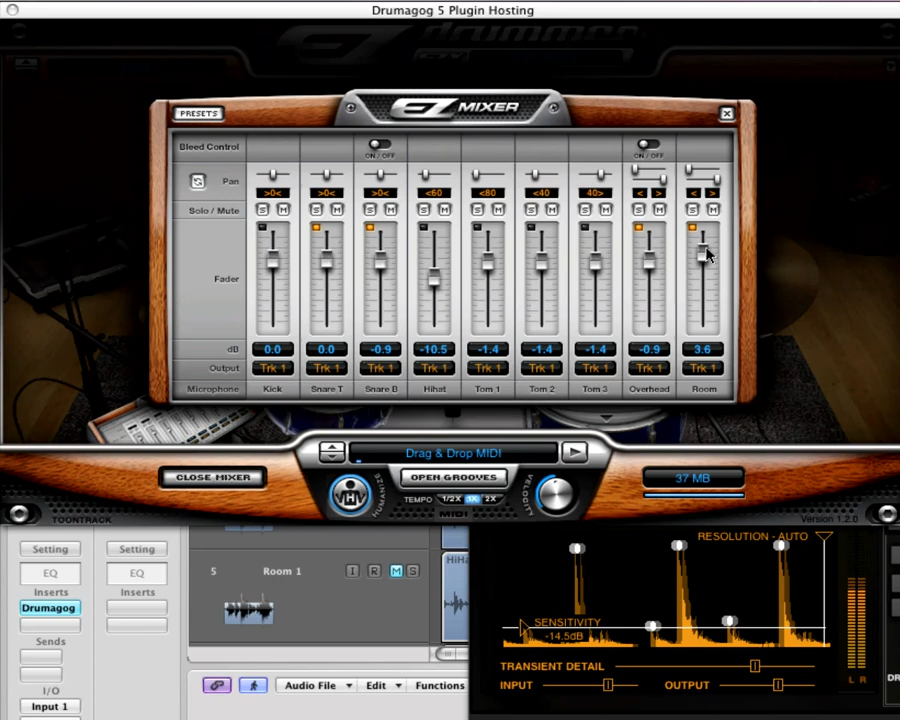 Drumagog 5 Plugin Hosting
EZ drummer
PRESETS
EZ MIXER
Bleed Control
ON / OFF
ON / OFF
Pan
>0< >0< >0< <60 <80 <40 40> < > < >
Solo / Mute
S M S M S M S M S M S M S M S M S M
Fader
dB 0.0 0.0 -0.9 -10.5 -1.4 -1.4 -1.4 -0.9 3.6
Output Trk 1 Trk 1 Trk 1 Trk 1 Trk 1 Trk 1 Trk 1 Trk 1 Trk 1
Microphone Kick Snare T Snare B Hihat Tom 1 Tom 2 Tom 3 Overhead Room
Drag & Drop MIDI
CLOSE MIXER
HUMANIZE
OPEN GROOVES
VELOCITY
37 MB
TEMPO 1/2X 1X 2X
MIDI
TOONTRACK
Version 1.2.0
Setting
Setting
EQ
EQ
Inserts
Inserts
Drumagog
Sends
I/O
Input 1
5 Room 1 I R M S
HiHa
Audio File
Edit
Functions
RESOLUTION - AUTO
SENSITIVITY
-14.5dB
TRANSIENT DETAIL
INPUT
OUTPUT
L R
DR